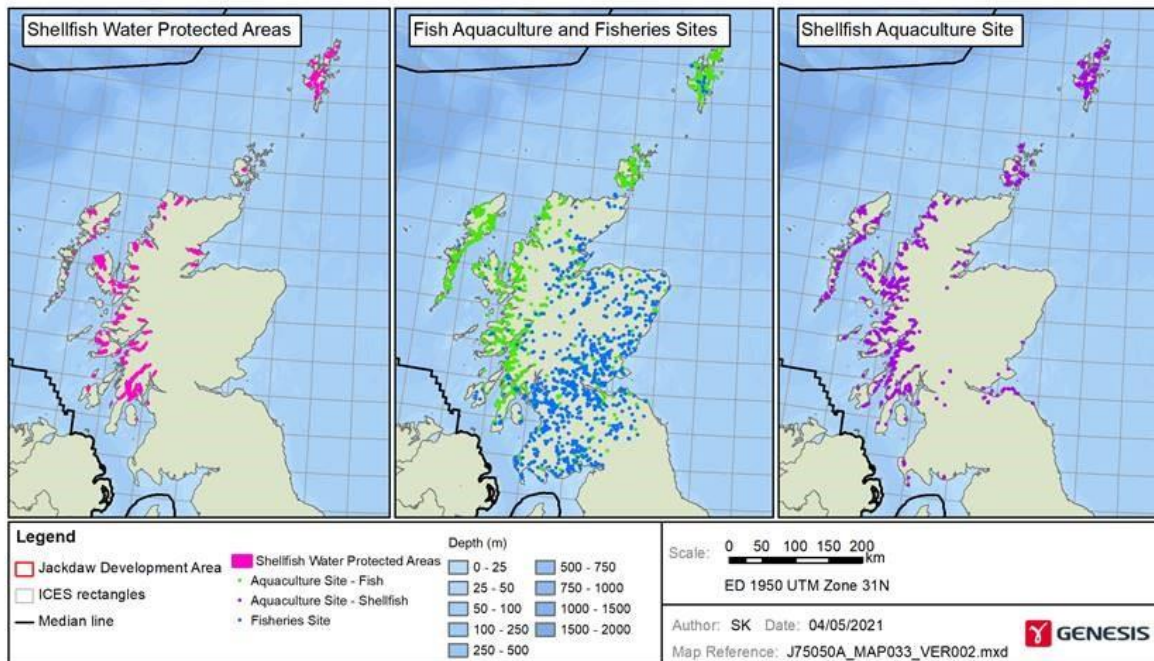 Shellfish Water Protected Areas
Fish Aquaculture and Fisheries Sites
Shellfish Aquaculture Site
Legend
Jackdaw Development Area
ICES rectangles
Median line
Shellfish Water Protected Areas
Aquaculture Site - Fish
Aquaculture Site - Shellfish
Fisheries Site
Depth (m)
0 - 25
25 - 50
50 - 100
100 - 250
250 - 500
500 - 750
750 - 1000
1000 - 1500
1500 - 2000
Scale: 0 50 100 150 200
km
ED 1950 UTM Zone 31N
Author: SK Date: 04/05/2021
Map Reference: J75050A_MAP033_VER002.mxd
GENESIS